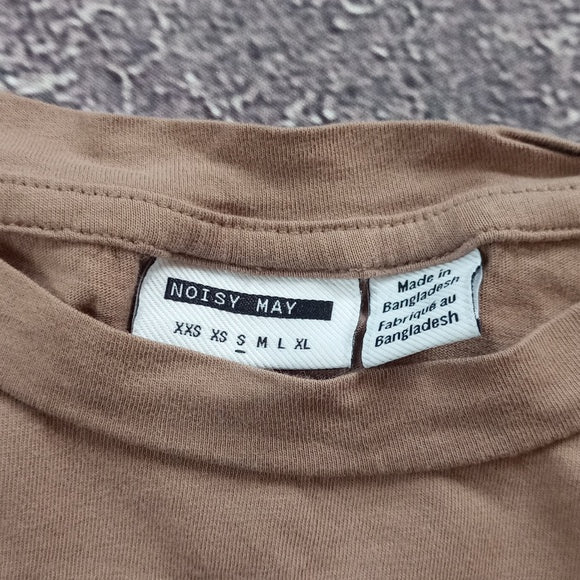 NOISY MAY
XXS XS S M L XL
Made in
Bangladesh
Fabriqué au
Bangladesh